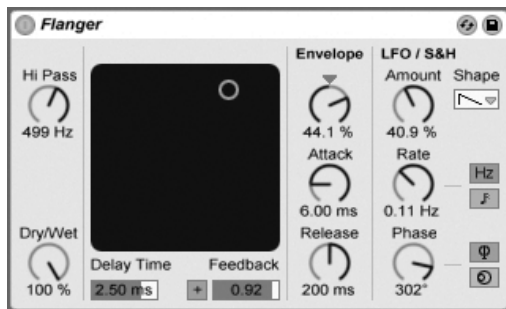 Flanger
Envelope
LFO / S&H
Hi Pass
499 Hz
44.1 %
Amount
40.9 %
Shape
Attack
6.00 ms
Rate
0.11 Hz
Hz
Dry/Wet
100 %
Delay Time
2.50 ms
Feedback
+
0.92
Release
200 ms
Phase
302°
Φ